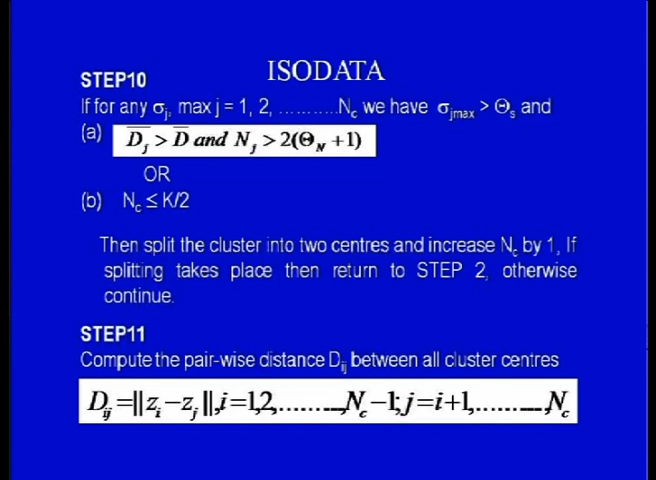 ISODATA
STEP10
If for any σj, max j = 1, 2, ...........Nc we have σjmax > Θs and
(a) D̅j > D̅ and Nj > 2(ΘN +1)
OR
(b) Nc ≤ K/2
Then split the cluster into two centres and increase Nc by 1, If
splitting takes place then return to STEP 2, otherwise
continue.
STEP11
Compute the pair-wise distance Dij between all cluster centres
Dij =|| zi − zj ||,i=1,2,..........,Nc −1; j=i+1,..........,Nc